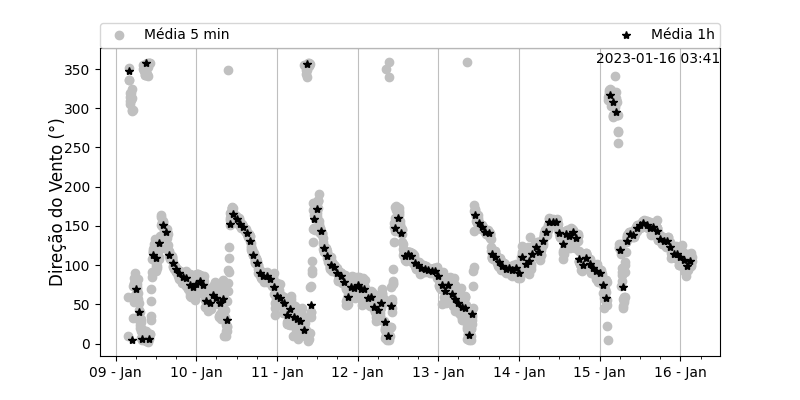 Média 5 min
Média 1h
2023-01-16 03:41
Direção do Vento (°)
350
300
250
200
150
100
50
0
09 - Jan
10 - Jan
11 - Jan
12 - Jan
13 - Jan
14 - Jan
15 - Jan
16 - Jan